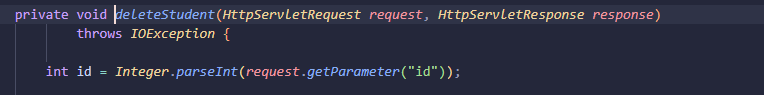 private void deleteStudent(HttpServletRequest request, HttpServletResponse response)
throws IOException {
int id = Integer.parseInt(request.getParameter("id"));